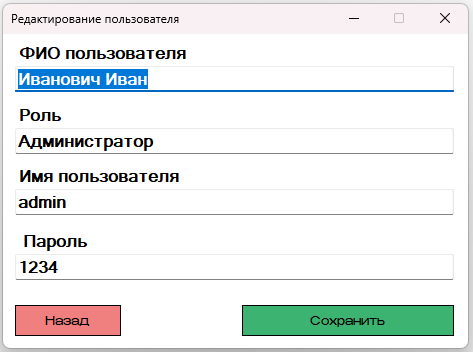 Редактирование пользователя
ФИО пользователя
Иванович Иван
Роль
Администратор
Имя пользователя
admin
Пароль
1234
Назад
Сохранить